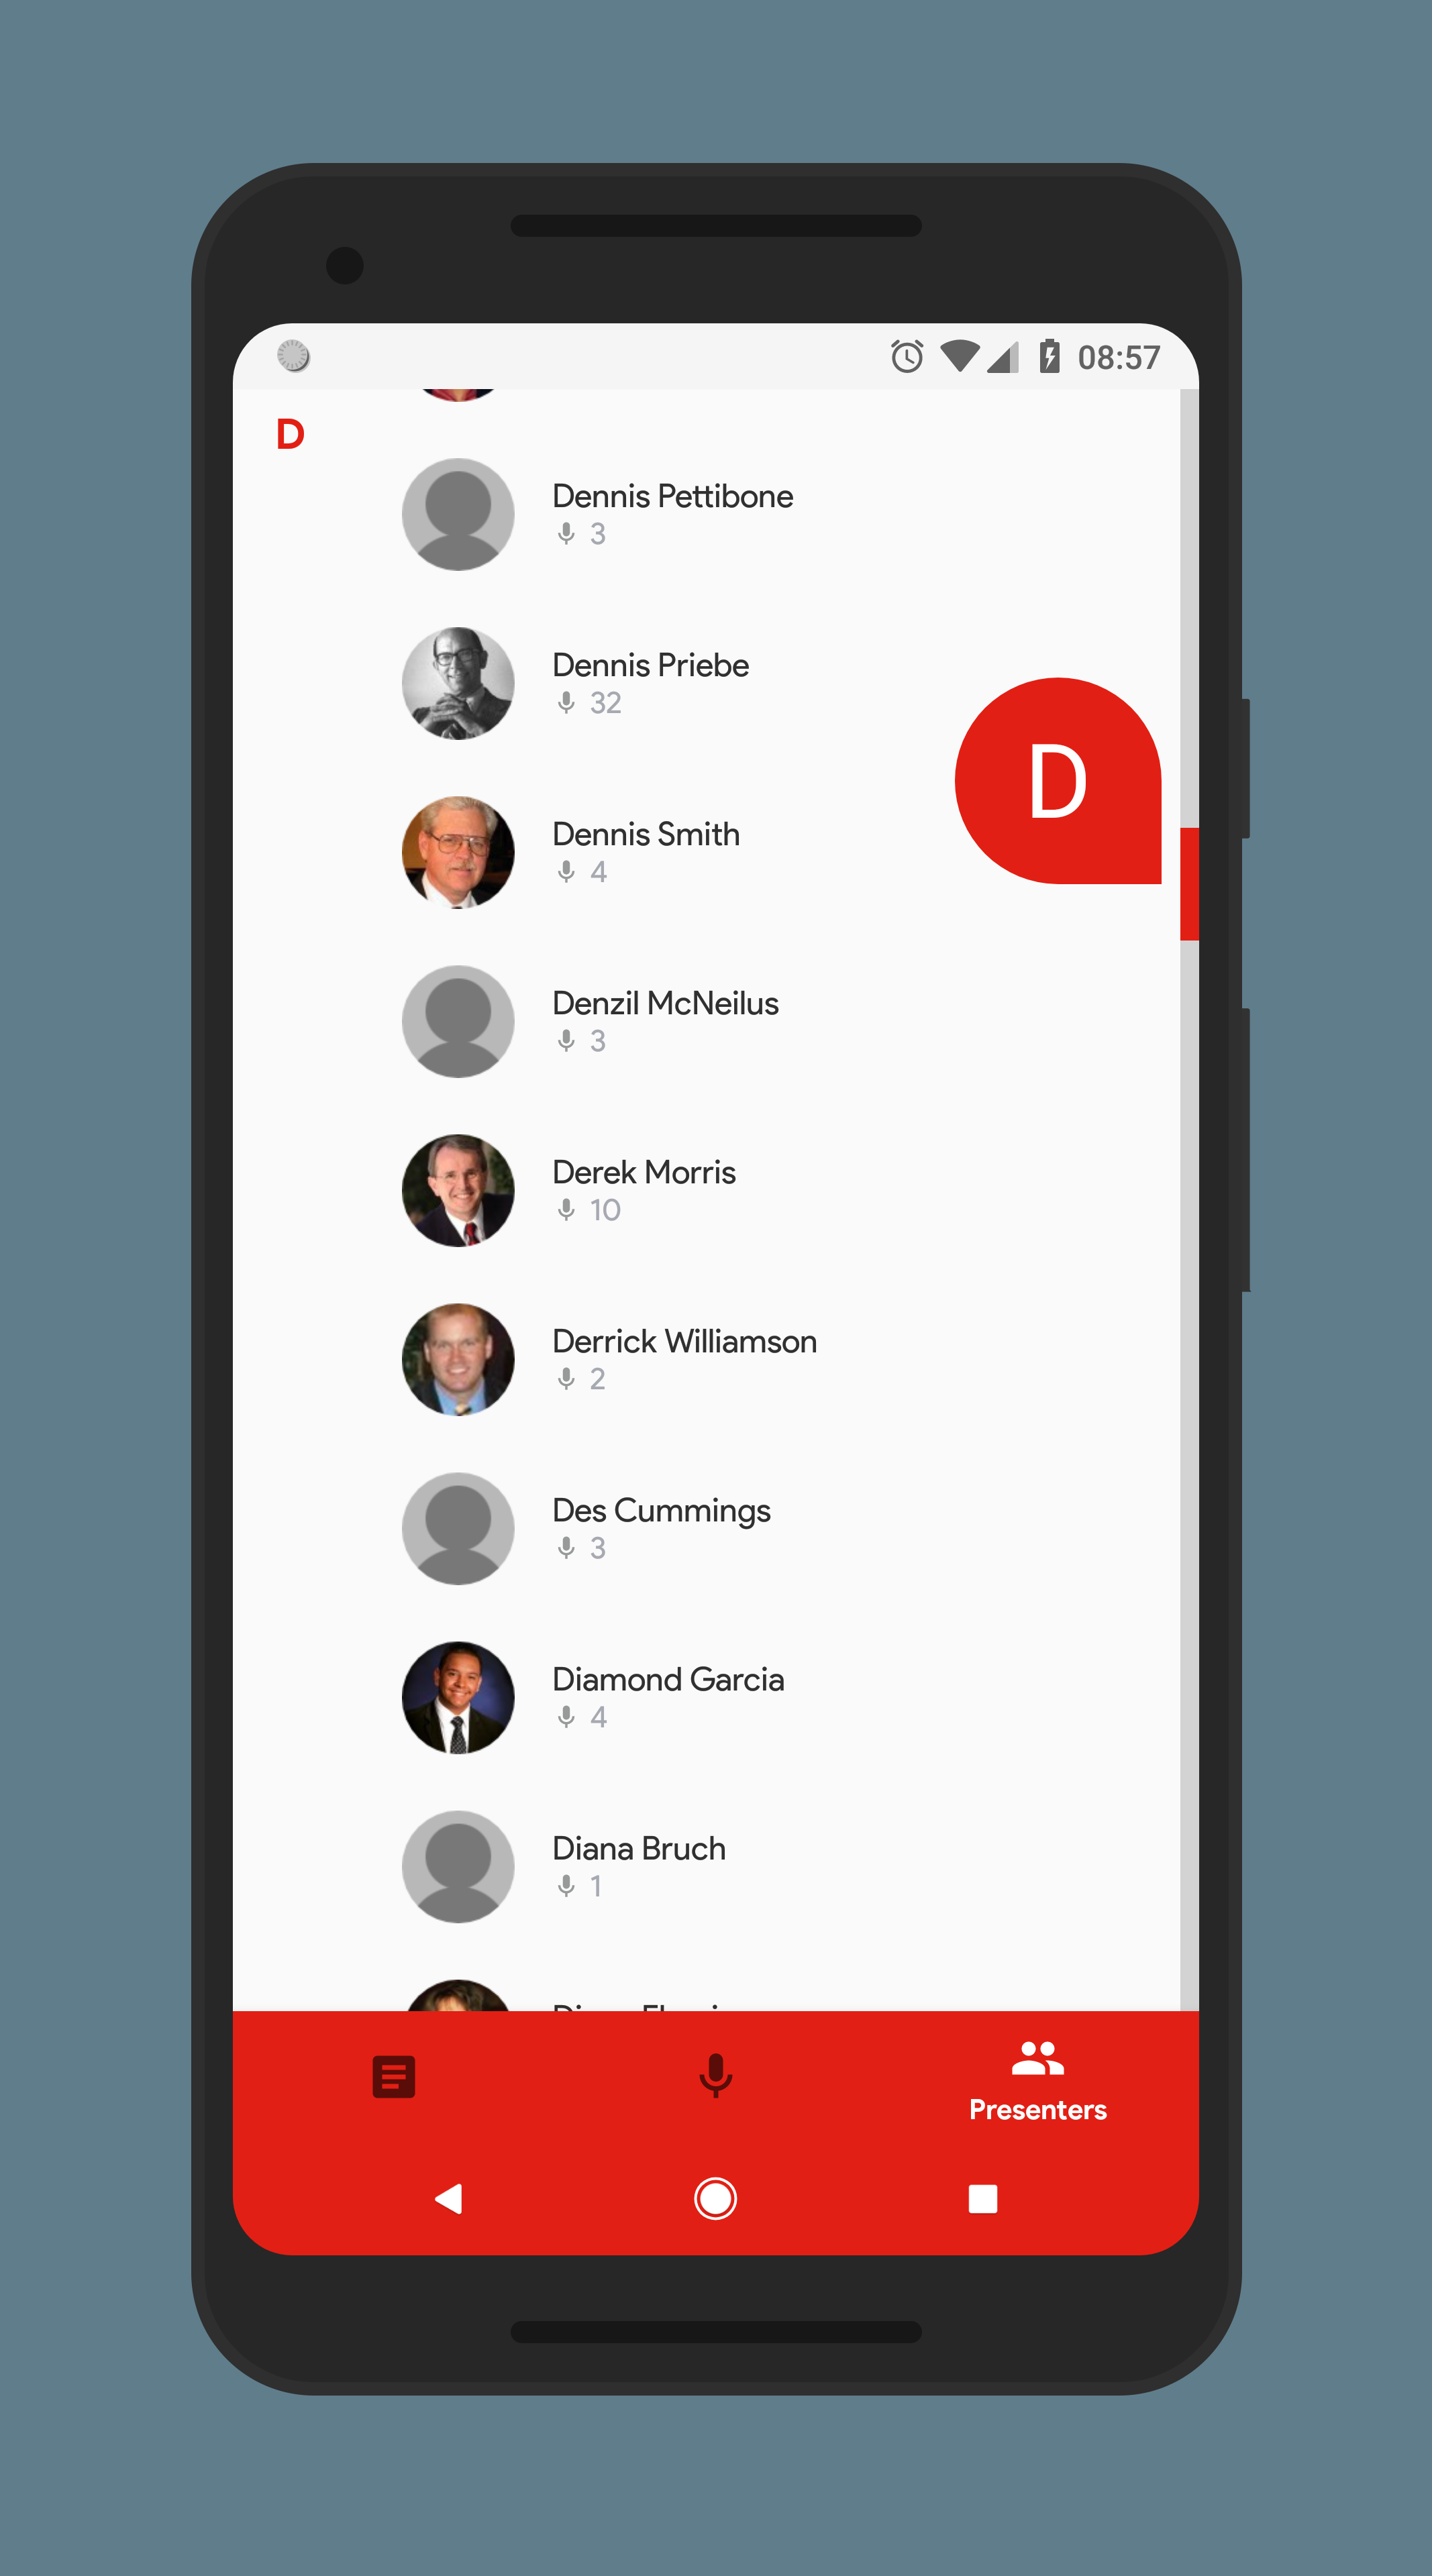 08:57
D
Dennis Pettibone
3
Dennis Priebe
32
D
Dennis Smith
4
Denzil McNeilus
3
Derek Morris
10
Derrick Williamson
2
Des Cummings
3
Diamond Garcia
4
Diana Bruch
1
Presenters